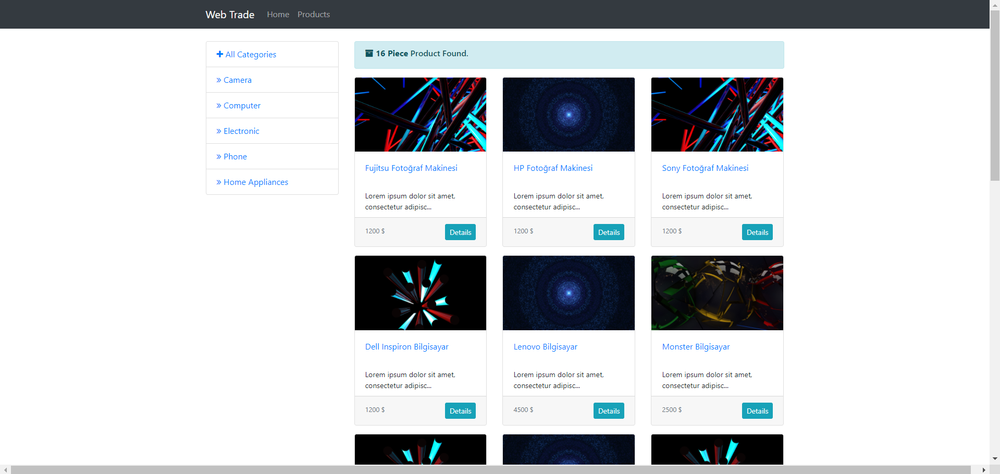 Web Trade Home Products
All Categories
Camera
Computer
Electronic
Phone
Home Appliances
16 Piece Product Found.
Fujitsu Fotoğraf Makinesi
Lorem ipsum dolor sit amet,
consectetur adipisc...
1200 $ Details
HP Fotoğraf Makinesi
Lorem ipsum dolor sit amet,
consectetur adipisc...
1200 $ Details
Sony Fotoğraf Makinesi
Lorem ipsum dolor sit amet,
consectetur adipisc...
1200 $ Details
Dell Inspiron Bilgisayar
Lorem ipsum dolor sit amet,
consectetur adipisc...
1200 $ Details
Lenovo Bilgisayar
Lorem ipsum dolor sit amet,
consectetur adipisc...
4500 $ Details
Monster Bilgisayar
Lorem ipsum dolor sit amet,
consectetur adipisc...
2500 $ Details